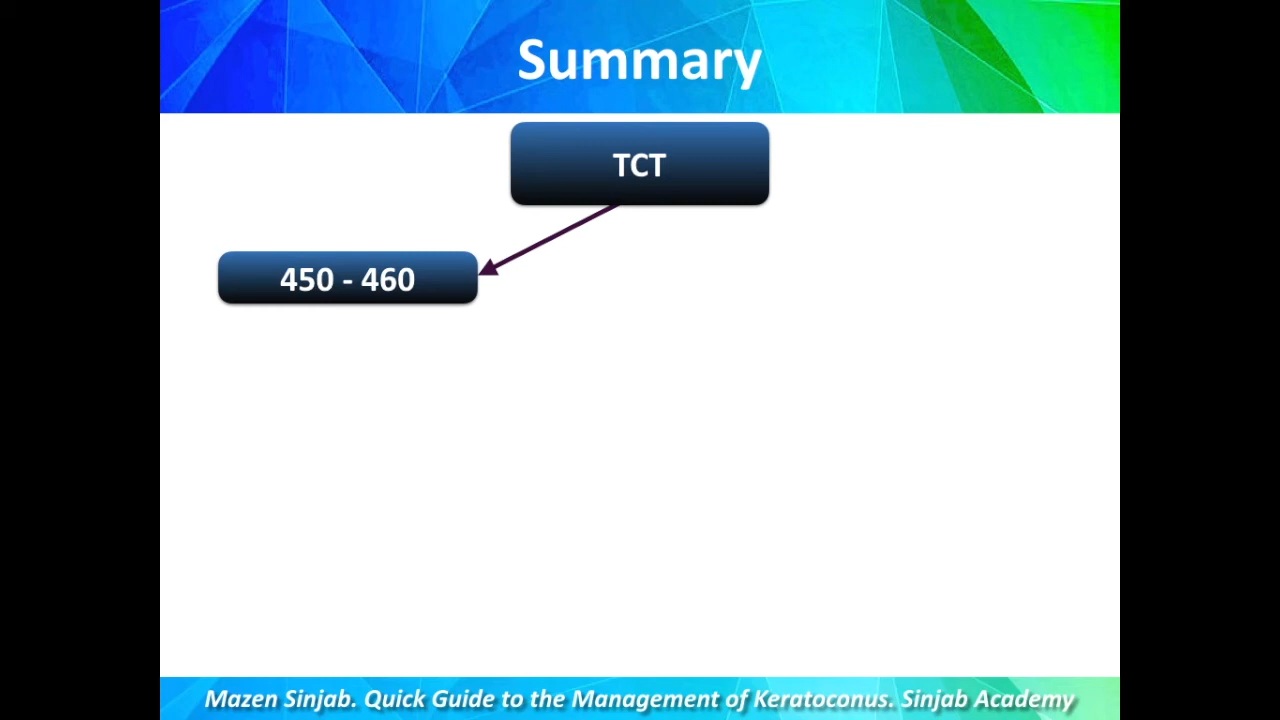 Summary
TCT
450 - 460
Mazen Sinjab. Quick Guide to the Management of Keratoconus. Sinjab Academy